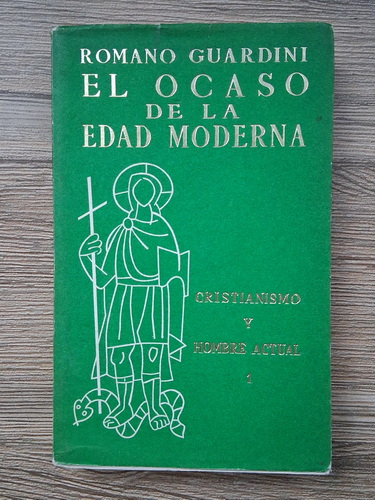 ROMANO GUARDINI
EL OCASO
DE LA
EDAD MODERNA
CRISTIANISMO
Y
HOMBRE ACTUAL
1